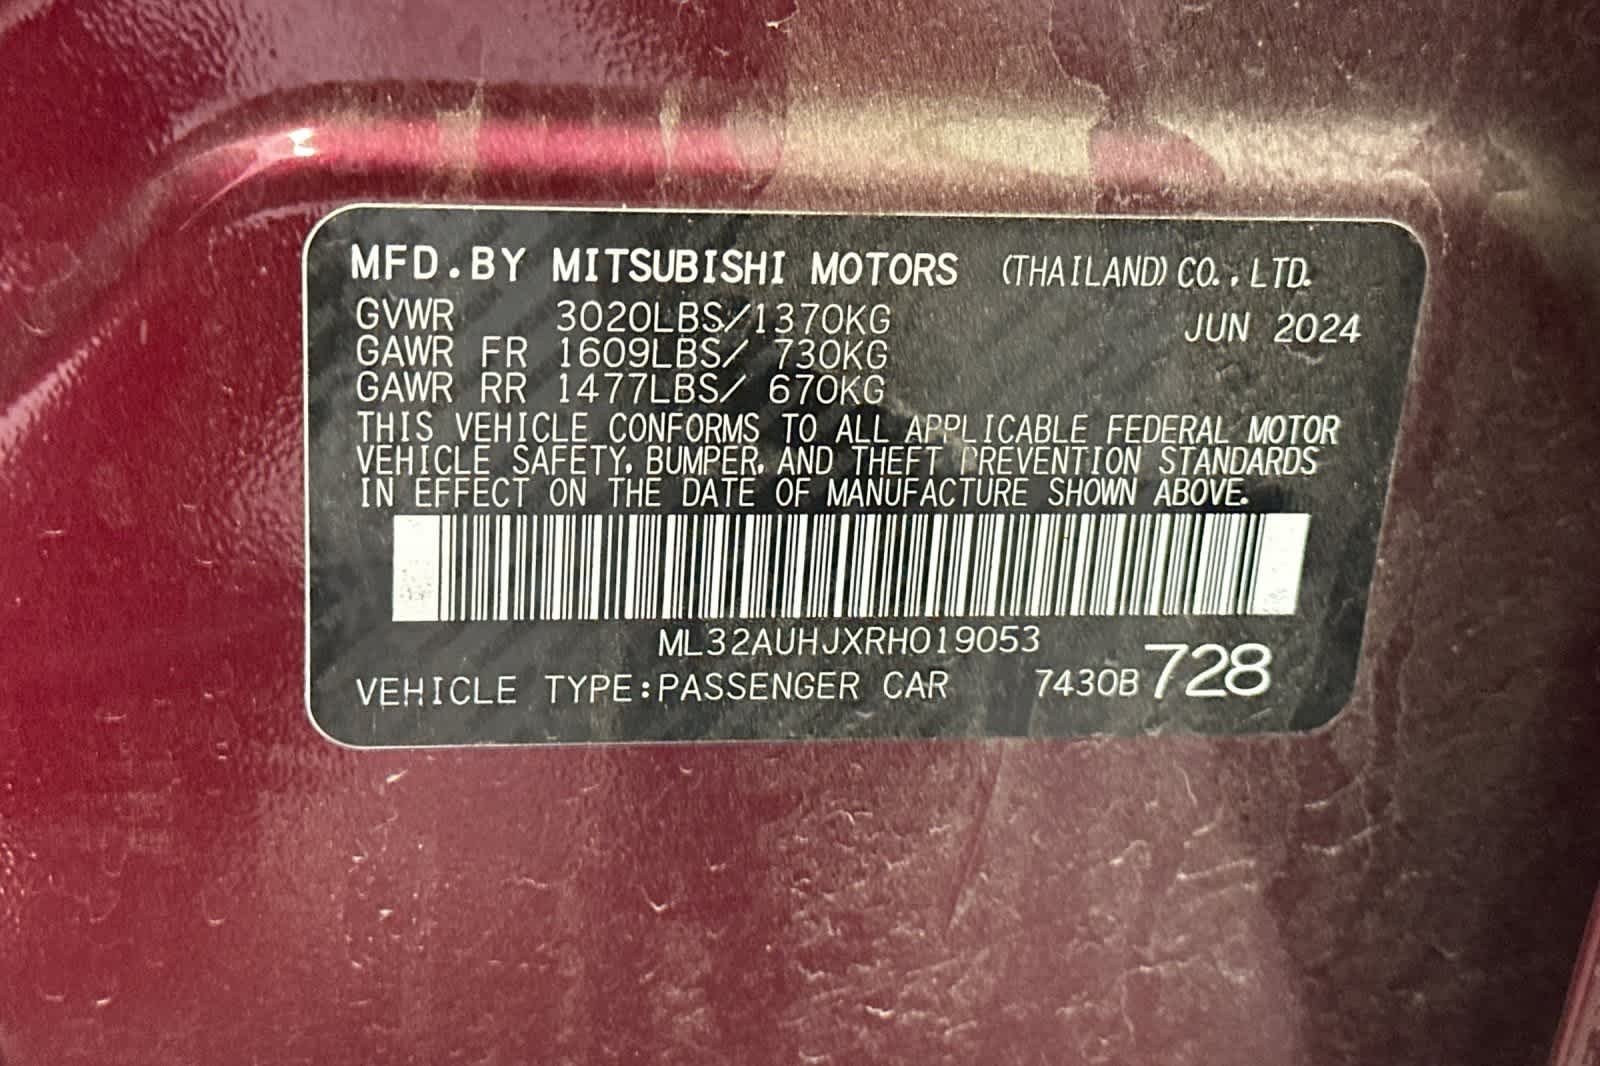 MFD.BY MITSUBISHI MOTORS (THAILAND) CO., LTD.
GVWR 3020LBS/1370KG JUN 2024
GAWR FR 1609LBS/ 730KG
GAWR RR 1477LBS/ 670KG
THIS VEHICLE CONFORMS TO ALL APPLICABLE FEDERAL MOTOR
VEHICLE SAFETY, BUMPER, AND THEFT PREVENTION STANDARDS
IN EFFECT ON THE DATE OF MANUFACTURE SHOWN ABOVE.
ML32AUHJXRH019053
VEHICLE TYPE:PASSENGER CAR 7430B 728